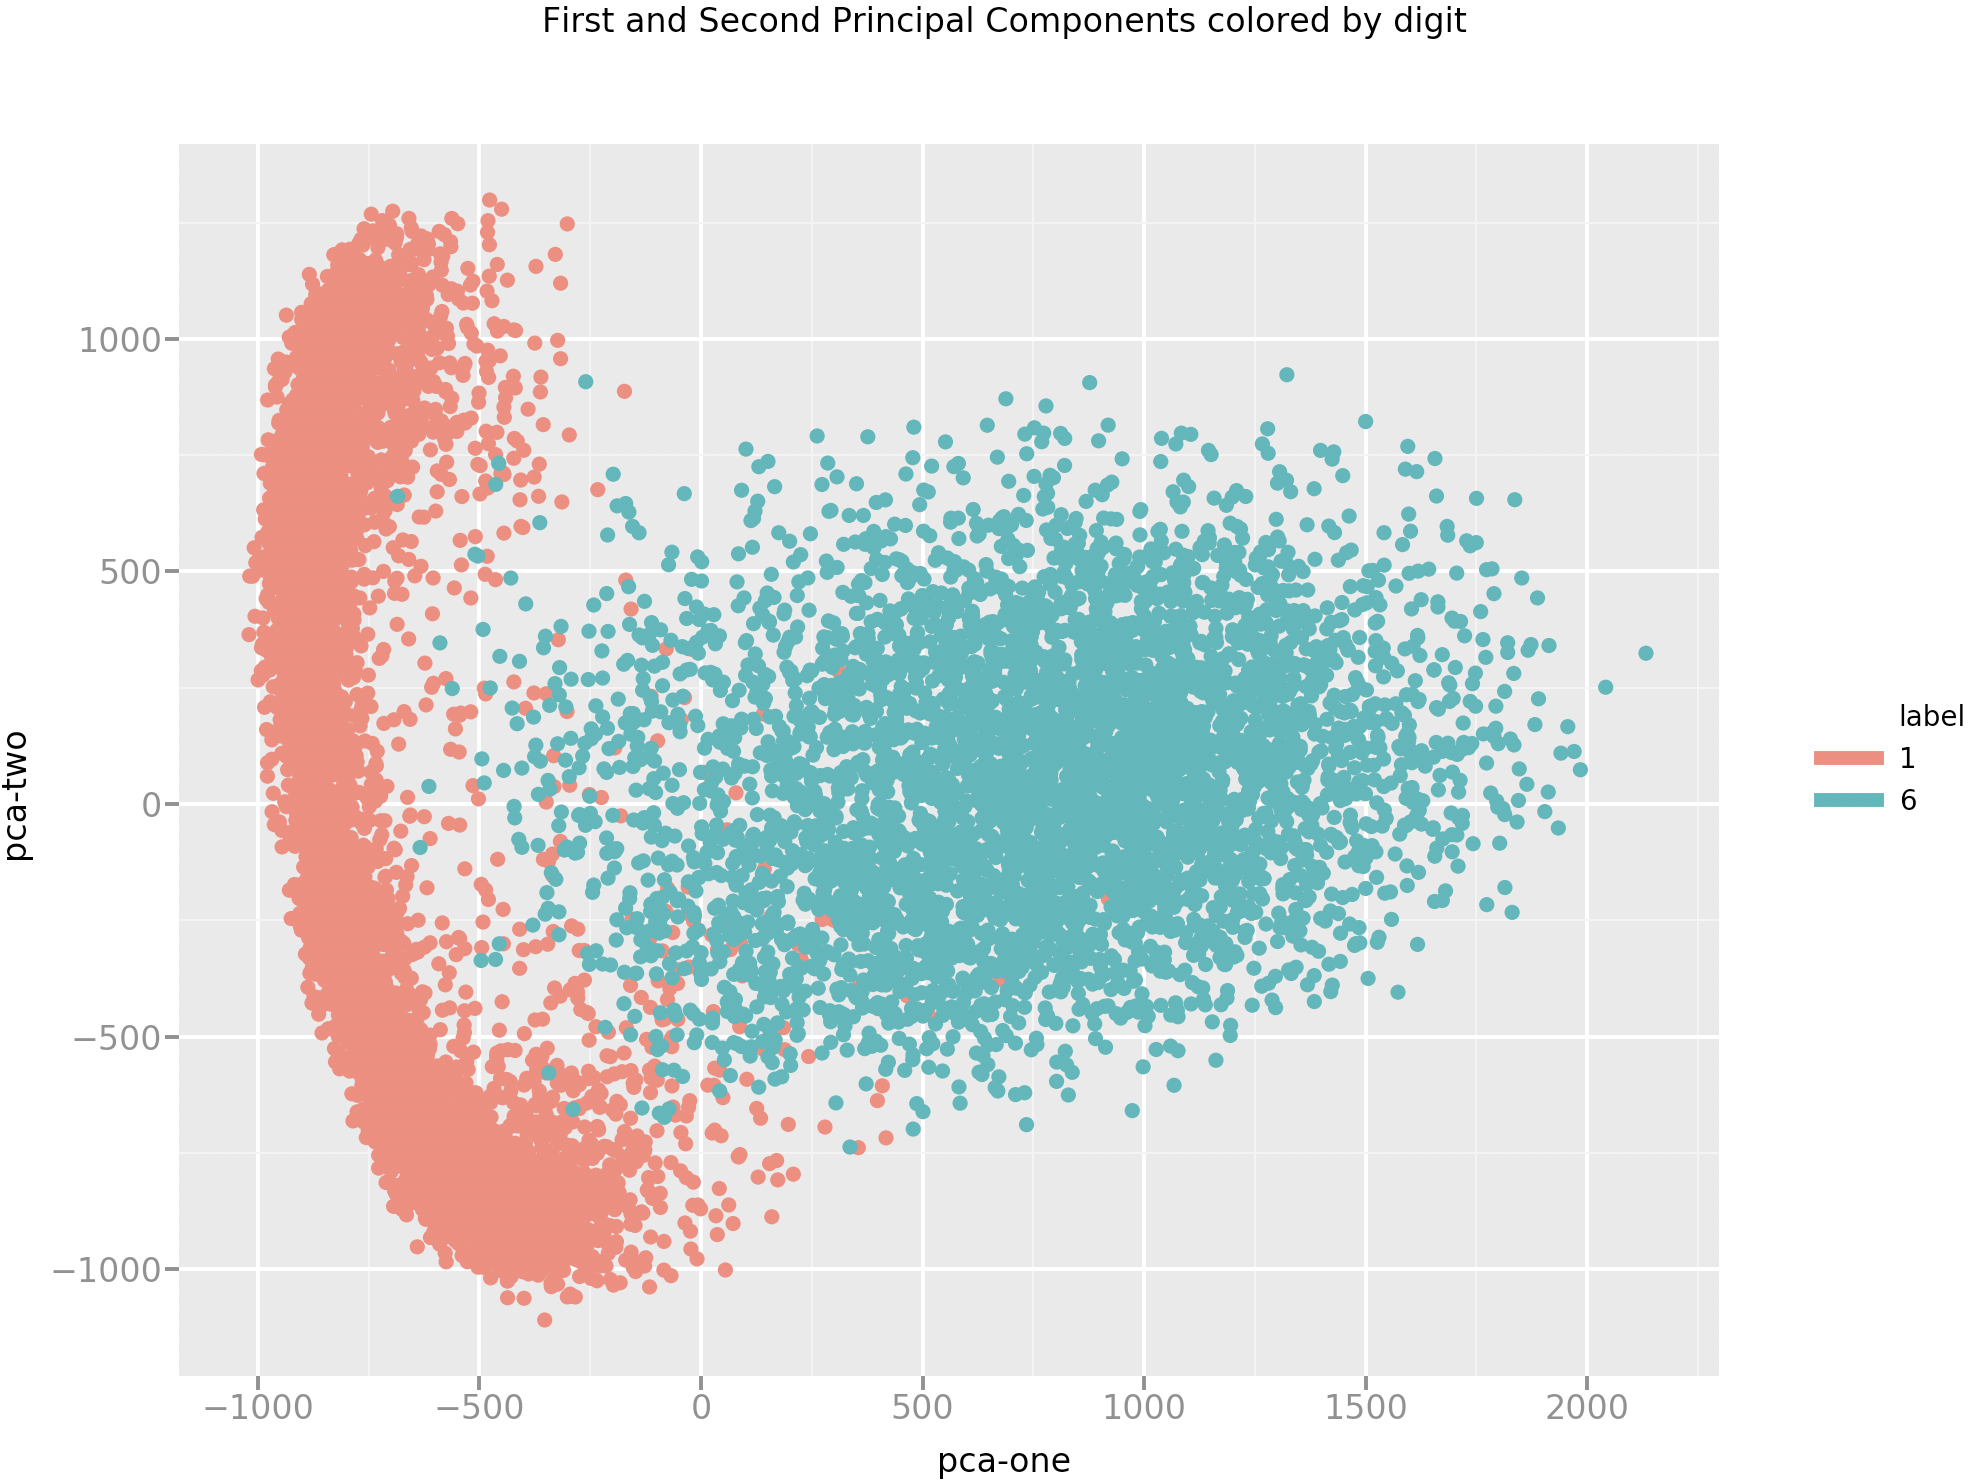 First and Second Principal Components colored by digit
pca-two
1000
500
0
−500
−1000
−1000 −500 0 500 1000 1500 2000
pca-one
label
1
6